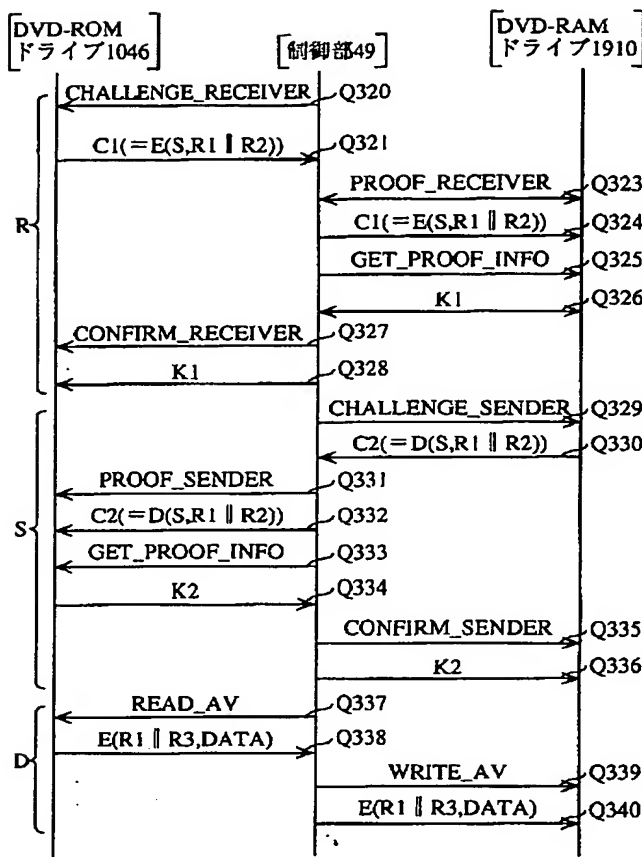 DVD-ROM
ドライブ1046
制御部49
DVD-RAM
ドライブ1910
CHALLENGE_RECEIVER
Q320
C1(=E(S,R1 ‖ R2))
Q321
PROOF_RECEIVER
Q323
R
C1(=E(S,R1 ‖ R2))
Q324
GET_PROOF_INFO
Q325
K1
Q326
CONFIRM_RECEIVER
Q327
K1
Q328
CHALLENGE_SENDER
Q329
C2(=D(S,R1 ‖ R2))
Q330
PROOF_SENDER
Q331
S
C2(=D(S,R1 ‖ R2))
Q332
GET_PROOF_INFO
Q333
K2
Q334
CONFIRM_SENDER
Q335
K2
Q336
READ_AV
Q337
D
E(R1 ‖ R3,DATA)
Q338
WRITE_AV
Q339
E(R1 ‖ R3,DATA)
Q340